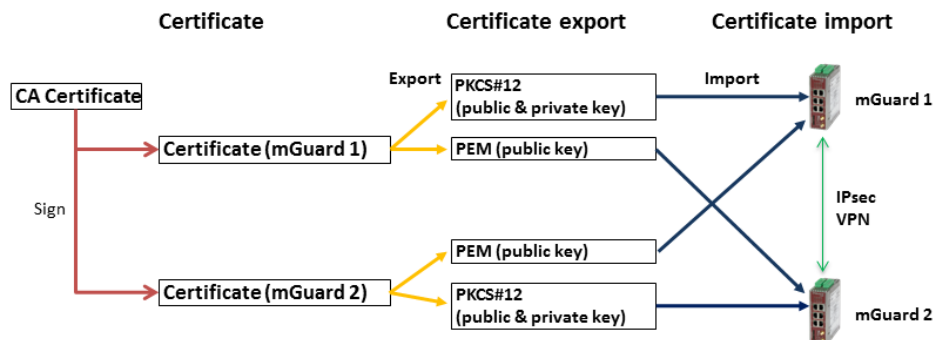 Certificate
Certificate export
Certificate import
CA Certificate
Export
PKCS#12
(public & private key)
Import
mGuard 1
Certificate (mGuard 1)
PEM (public key)
Sign
IPsec
VPN
PEM (public key)
Certificate (mGuard 2)
PKCS#12
(public & private key)
mGuard 2